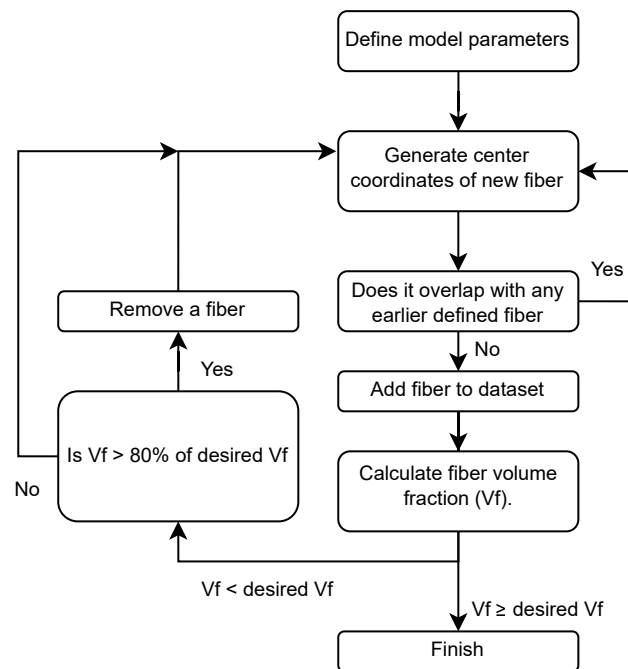 Define model parameters
Generate center
coordinates of new fiber
Does it overlap with any
earlier defined fiber
Yes
Remove a fiber
No
Add fiber to dataset
Yes
Is Vf > 80% of desired Vf
Calculate fiber volume
fraction (Vf).
No
Vf < desired Vf
Vf ≥ desired Vf
Finish